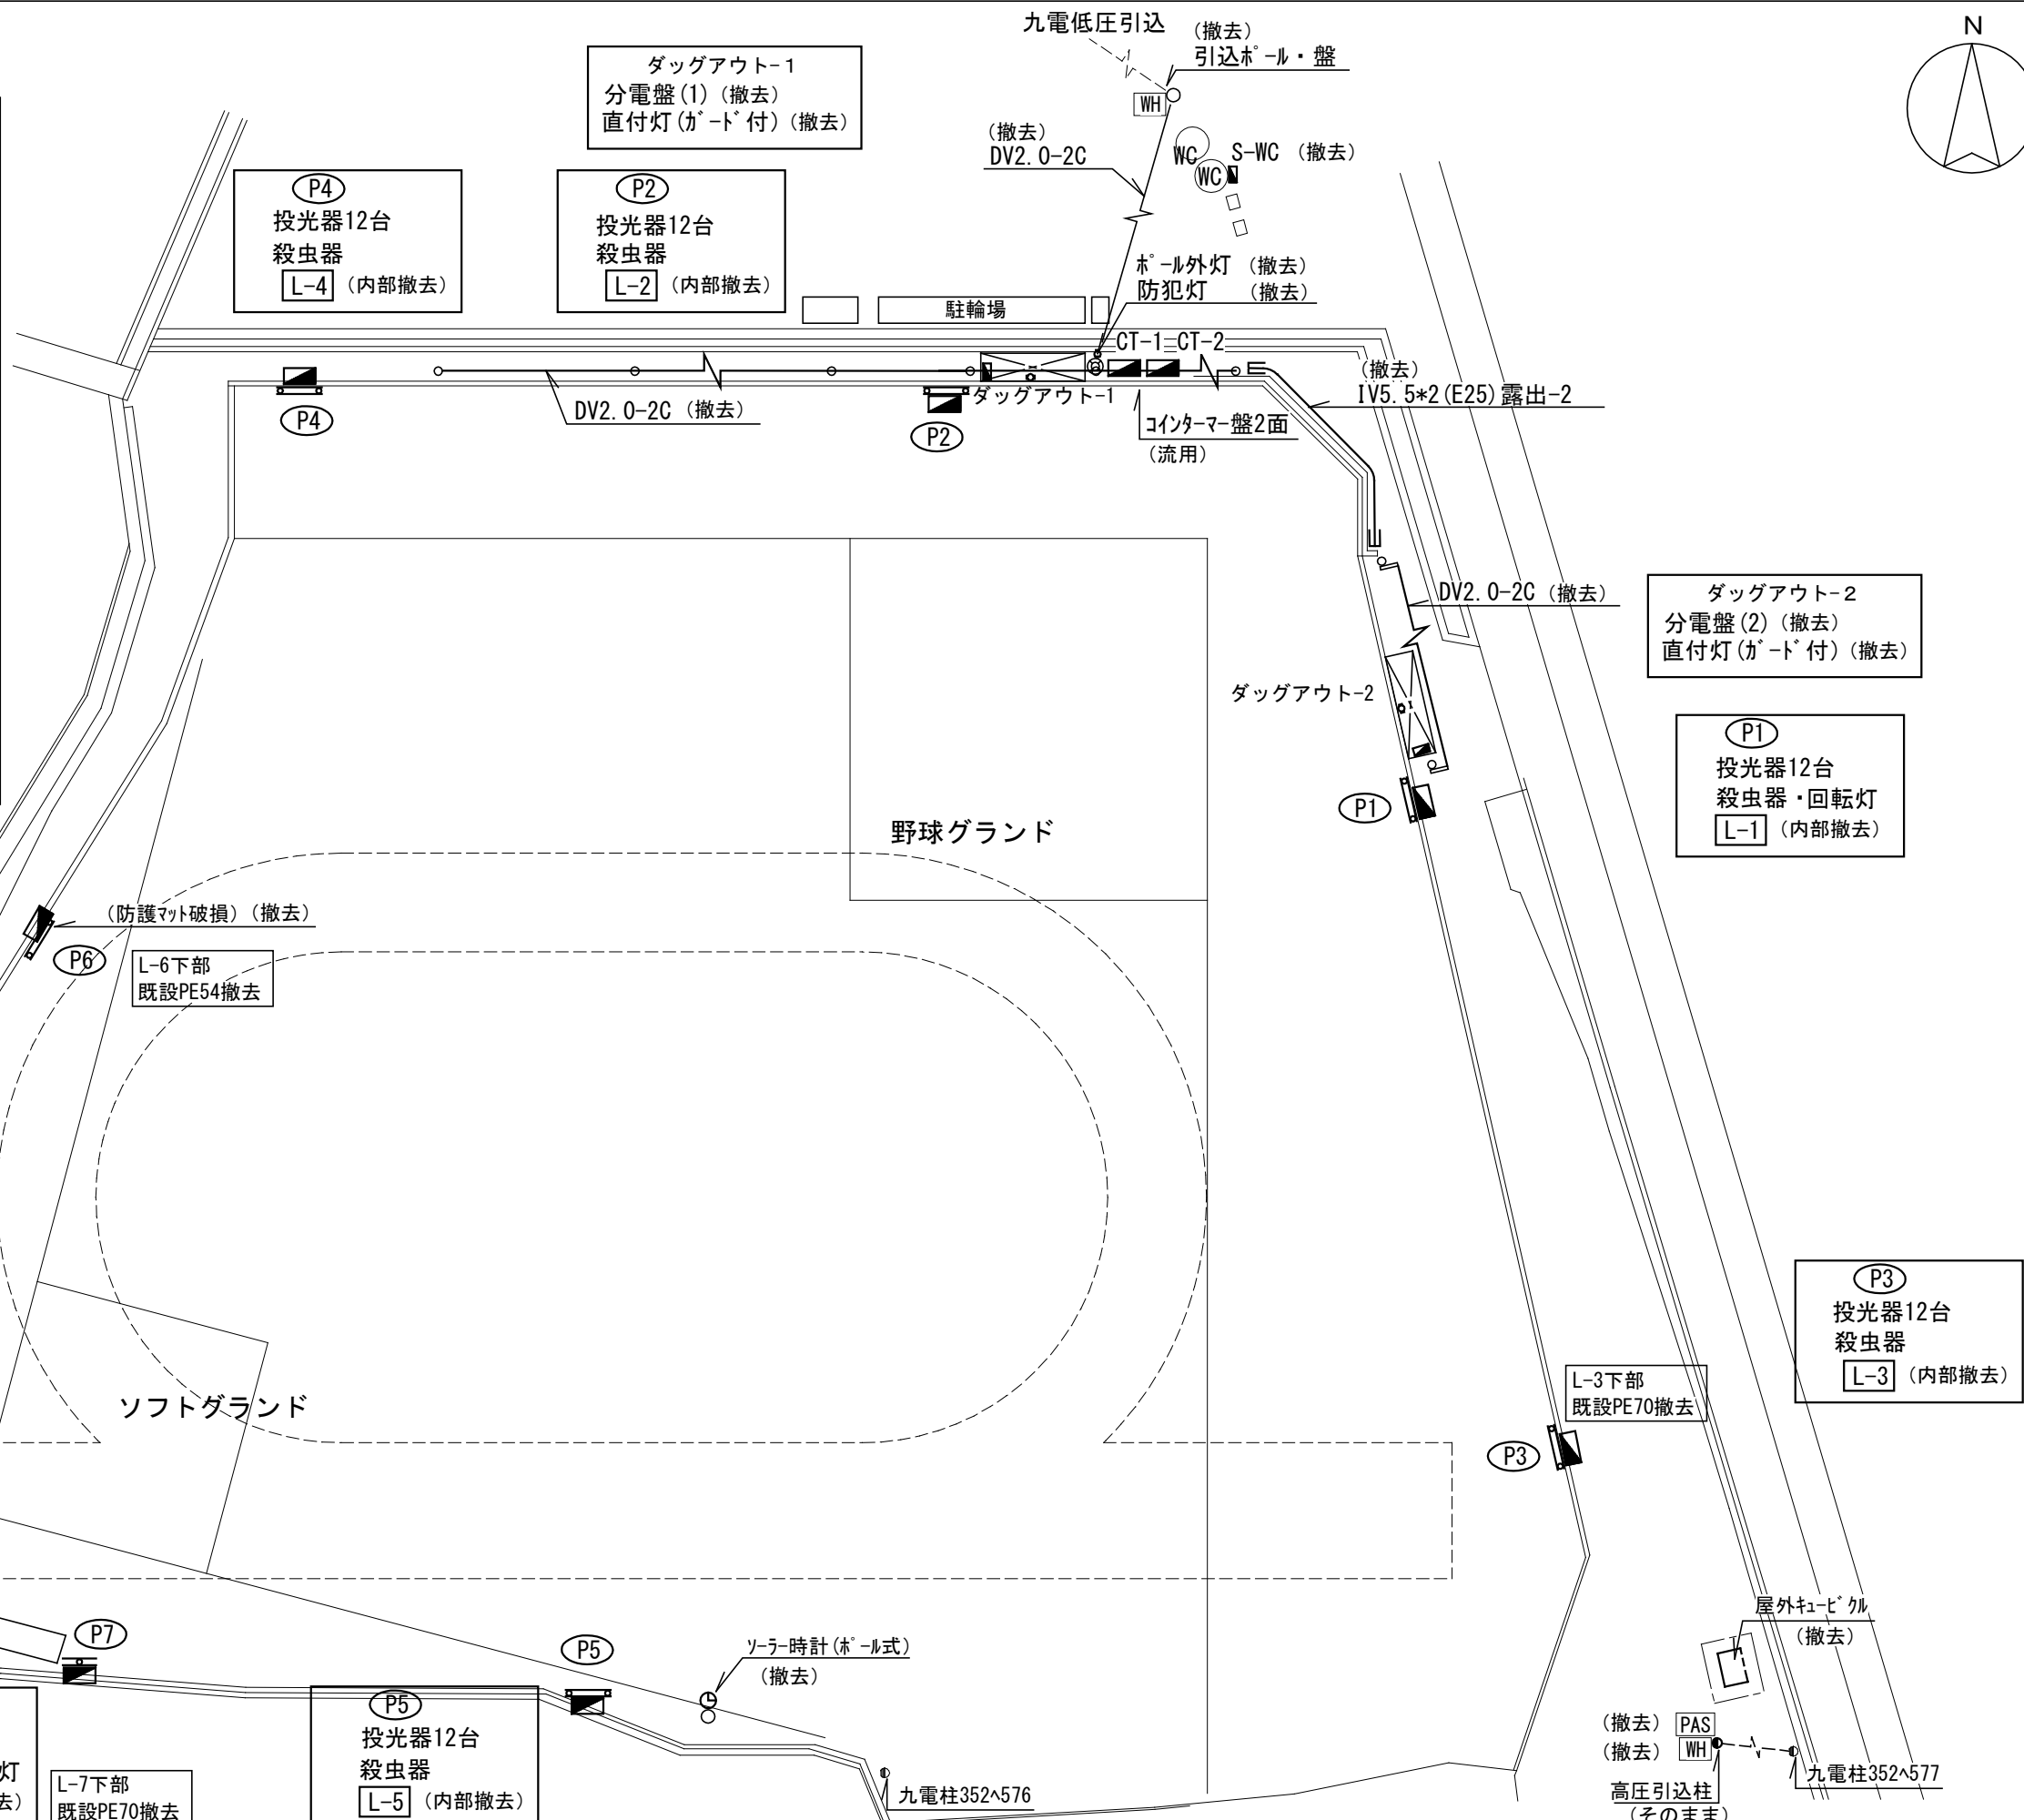 九電低圧引込
(撤去)
引込ポール・盤
N
ダッグアウト-1
分電盤(1)(撤去)
直付灯(ガード付)(撤去)
WH
(撤去)
DV2.0-2C
WC
WC
S-WC (撤去)
P4
投光器12台
殺虫器
L-4 (内部撤去)
P2
投光器12台
殺虫器
L-2 (内部撤去)
ポール外灯 (撤去)
防犯灯 (撤去)
駐輪場
CT-1 CT-2
(撤去)
IV5.5*2(E25)露出-2
P4
DV2.0-2C (撤去)
P2
ダッグアウト-1
コインターマー盤2面
(流用)
DV2.0-2C (撤去)
ダッグアウト-2
分電盤(2)(撤去)
直付灯(ガード付)(撤去)
ダッグアウト-2
P1
P1
投光器12台
殺虫器・回転灯
L-1 (内部撤去)
野球グランド
(防護マット破損)(撤去)
P6
L-6下部
既設PE54撤去
P3
投光器12台
殺虫器
L-3 (内部撤去)
L-3下部
既設PE70撤去
P3
ソフトグランド
P7
P5
ソーラー時計(ポール式)
(撤去)
屋外キュービクル
(撤去)
P5
投光器12台
殺虫器
L-5 (内部撤去)
灯
去)
L-7下部
既設PE70撤去
九電柱352ヘ576
(撤去) PAS
(撤去) WH
九電柱352ヘ577
高圧引込柱
(そのまま)